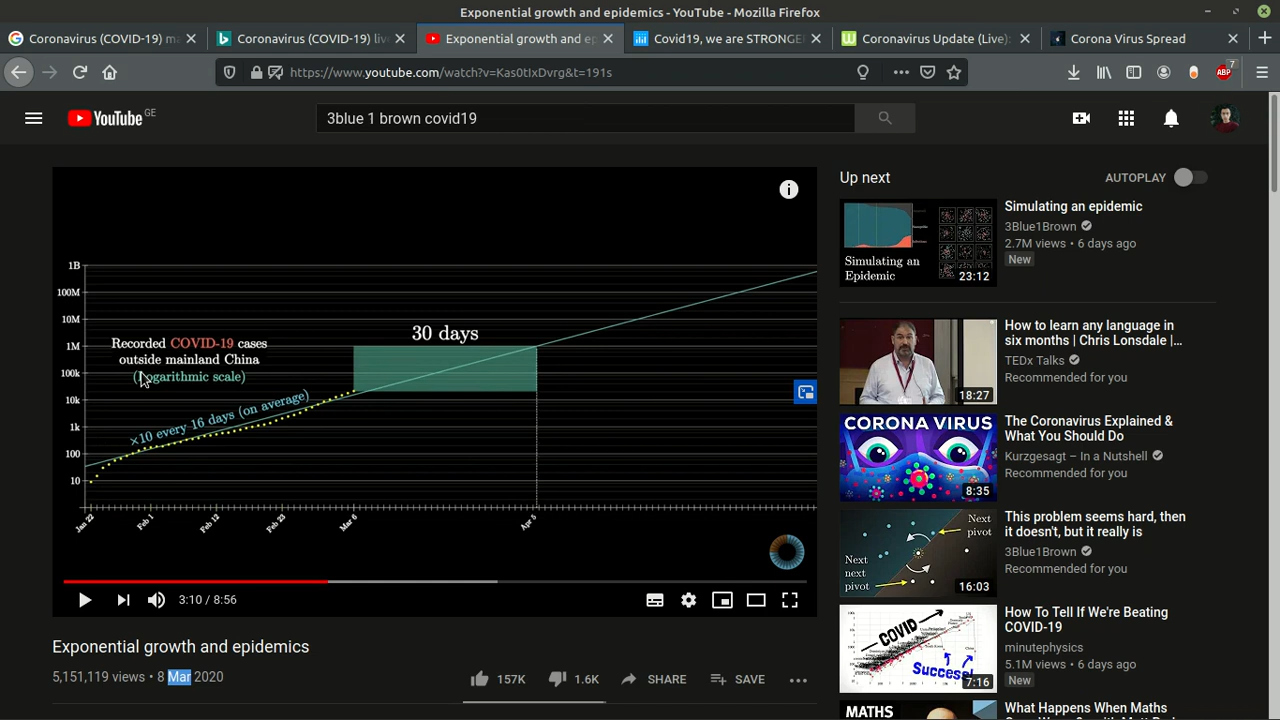 Exponential growth and epidemics - YouTube - Mozilla Firefox
Coronavirus (COVID-19) m
Coronavirus (COVID-19) live
Exponential growth and ep
Covid19, we are STRONGE
Coronavirus Update (Live):
Corona Virus Spread
https://www.youtube.com/watch?v=Kas0tIxDvrg&t=191s
ABP
7
YouTube GE
3blue 1 brown covid19
Up next
AUTOPLAY
1B
100M
10M
1M
100k
10k
1k
100
10
30 days
Recorded COVID-19 cases
outside mainland China
(Logarithmic scale)
×10 every 16 days (on average)
Jan 22
Feb 1
Feb 12
Feb 23
Mar 6
Apr 5
3:10 / 8:56
Exponential growth and epidemics
5,151,119 views • 8 Mar 2020
157K
1.6K
SHARE
SAVE
Simulating an
Epidemic
23:12
Simulating an epidemic
3Blue1Brown
2.7M views • 6 days ago
New
18:27
How to learn any language in
six months | Chris Lonsdale |...
TEDx Talks
Recommended for you
CORONA VIRUS
8:35
The Coronavirus Explained &
What You Should Do
Kurzgesagt – In a Nutshell
Recommended for you
Next
pivot
Next
next
pivot
16:03
This problem seems hard, then
it doesn't, but it really is
3Blue1Brown
Recommended for you
COVID
Success!
7:16
How To Tell If We're Beating
COVID-19
minutephysics
5.1M views • 6 days ago
New
MATHS
What Happens When Maths